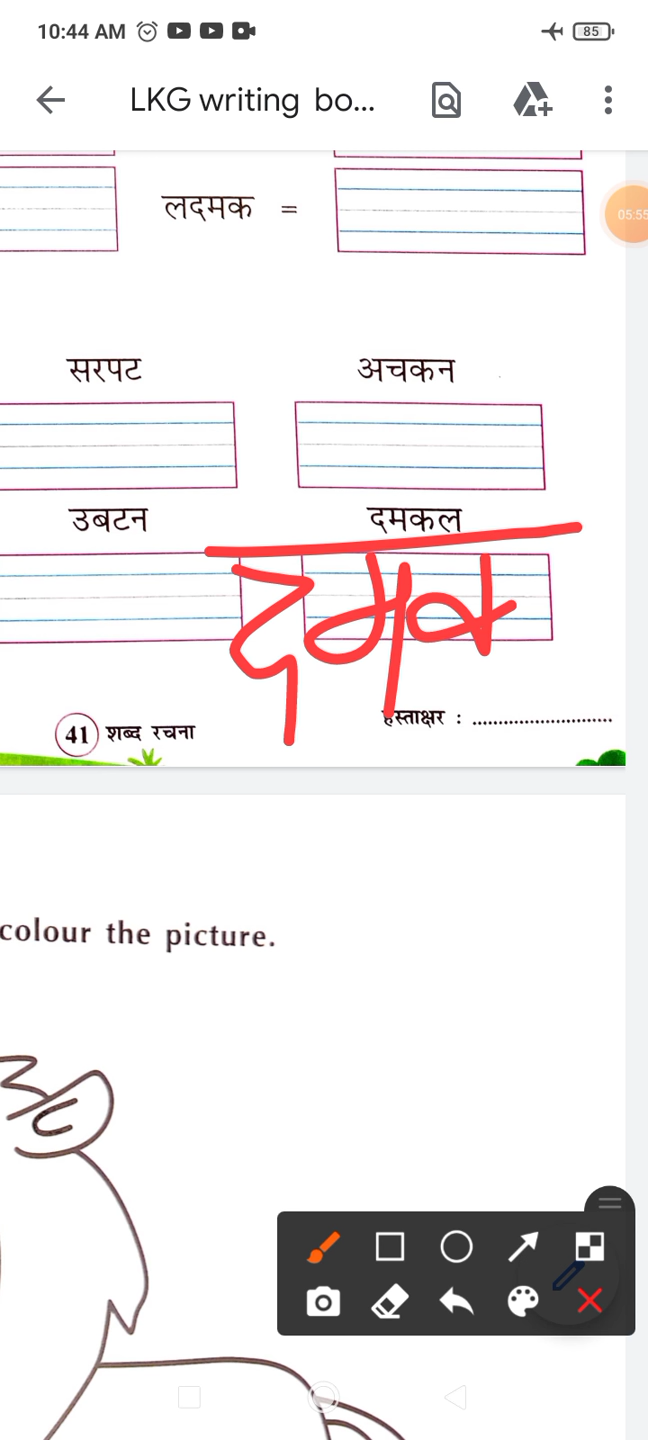 10:44 AM 85
LKG writing bo...
05:55
लदमक =
सरपट अचकन
उबटन दमकल
दमक
हस्ताक्षर : ............................
41 शब्द रचना
colour the picture.